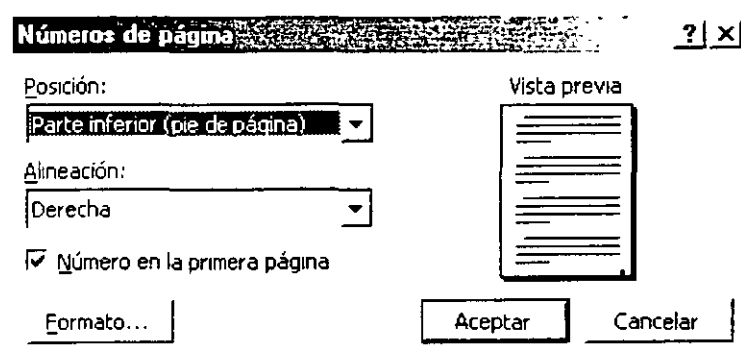 Números de página ? ×
Posición: Vista previa
Parte inferior (pie de página)
Alineación:
Derecha
Número en la primera página
Formato... Aceptar Cancelar